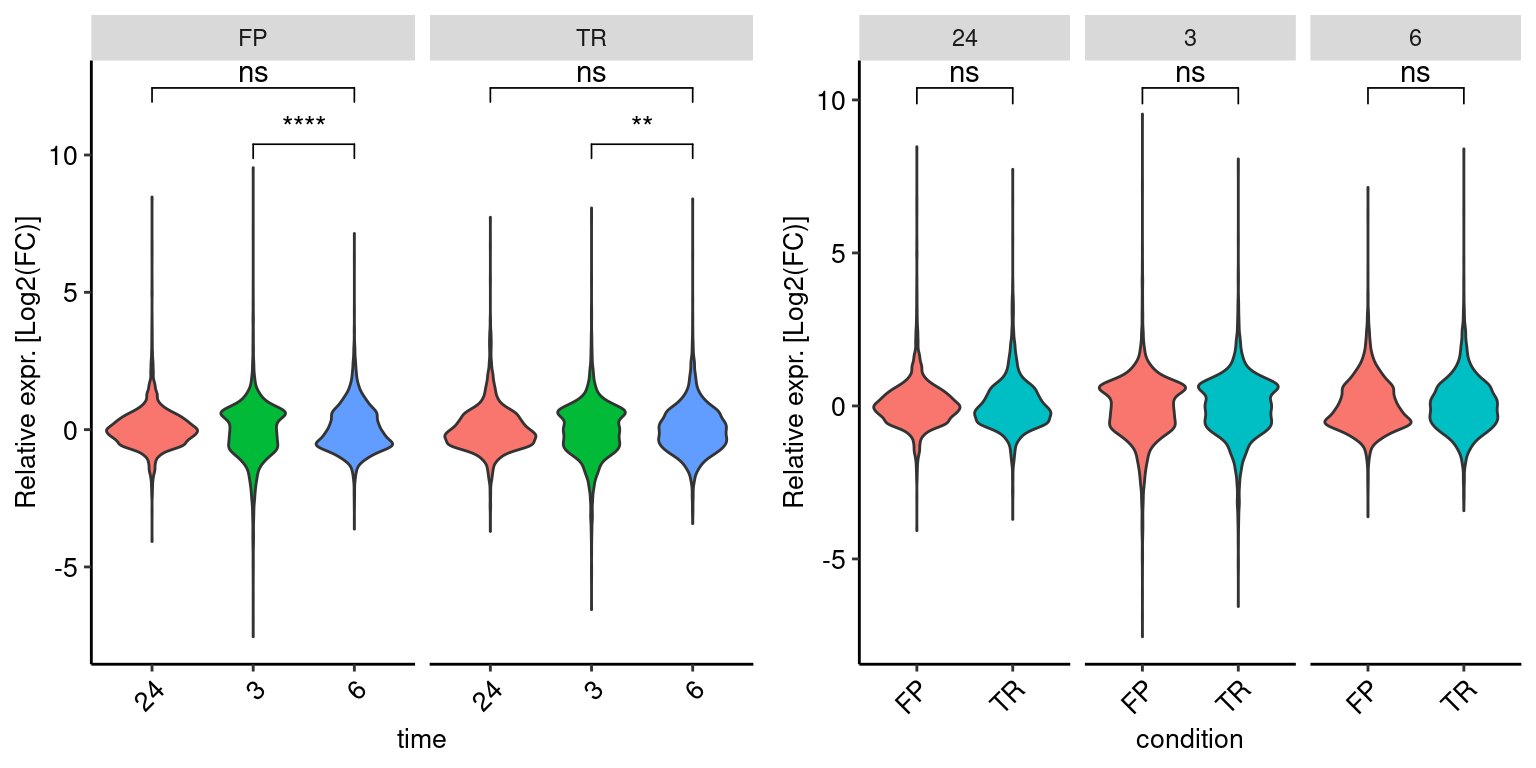 FP TR
ns ns
**** **
10
5
0
-5
Relative expr. [Log2(FC)]
24 3 6 24 3 6
time
24 3 6
ns ns ns
10
5
0
-5
Relative expr. [Log2(FC)]
FP TR FP TR FP TR
condition